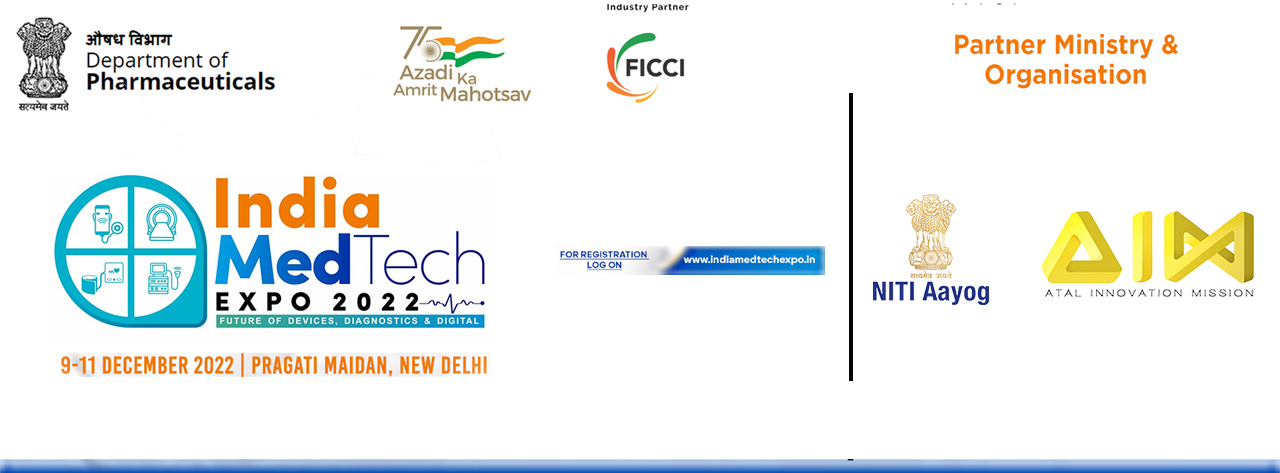 औषध विभाग
Department of
Pharmaceuticals
सत्यमेव जयते
75
Azadi Ka
Amrit Mahotsav
Industry Partner
FICCI
Partner Ministry &
Organisation
India
MedTech
EXPO 2022
FUTURE OF DEVICES, DIAGNOSTICS & DIGITAL
9-11 DECEMBER 2022 | PRAGATI MAIDAN, NEW DELHI
FOR REGISTRATION
LOG ON
www.indiamedtechexpo.in
सत्यमेव जयते
NITI Aayog
AIM
ATAL INNOVATION MISSION